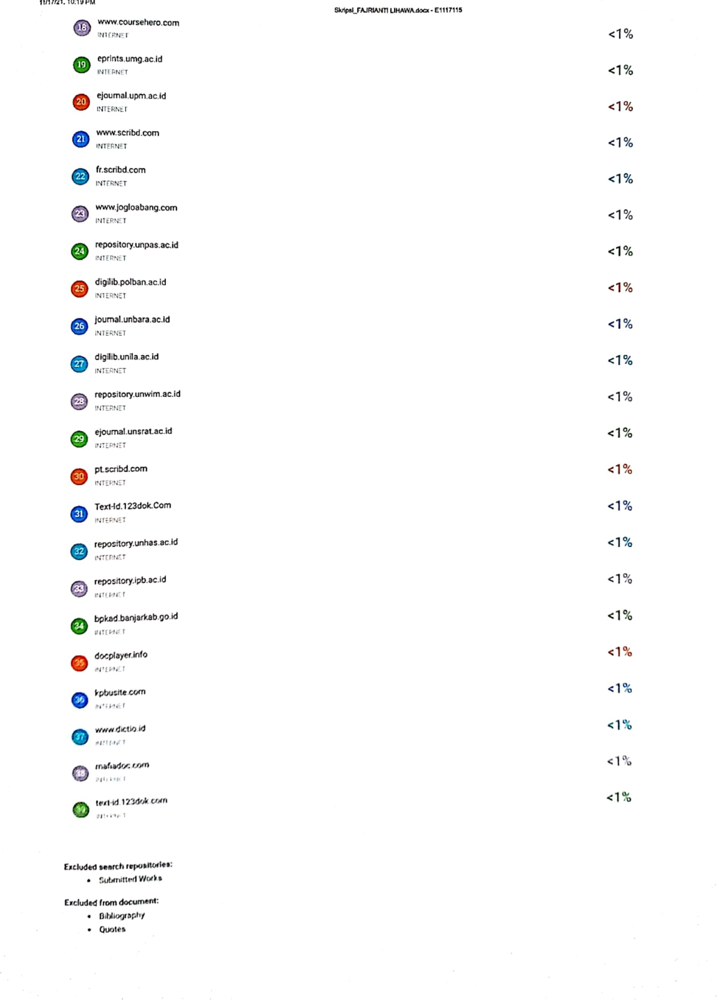 11/17/21, 10:19 PM
Skripsi_FAJRIANTI LIHAWA.docx - E1117115
18 www.coursehero.com <1%
INTERNET
19 eprints.umg.ac.id <1%
INTERNET
20 ejournal.upm.ac.id <1%
INTERNET
21 www.scribd.com <1%
INTERNET
22 fr.scribd.com <1%
INTERNET
23 www.jogloabang.com <1%
INTERNET
24 repository.unpas.ac.id <1%
INTERNET
25 digilib.polban.ac.id <1%
INTERNET
26 journal.unbara.ac.id <1%
INTERNET
27 digilib.unila.ac.id <1%
INTERNET
28 repository.unwim.ac.id <1%
INTERNET
29 ejournal.unsrat.ac.id <1%
INTERNET
30 pt.scribd.com <1%
INTERNET
31 Text-Id.123dok.Com <1%
INTERNET
32 repository.unhas.ac.id <1%
INTERNET
33 repository.ipb.ac.id <1%
INTERNET
34 bpkad.banjarkab.go.id <1%
INTERNET
35 docplayer.info <1%
INTERNET
36 kpbusite.com <1%
INTERNET
37 www.dictio.id <1%
INTERNET
38 mafiadoc.com <1%
INTERNET
39 text-id.123dok.com <1%
INTERNET
Excluded search repositories:
• Submitted Works
Excluded from document:
• Bibliography
• Quotes